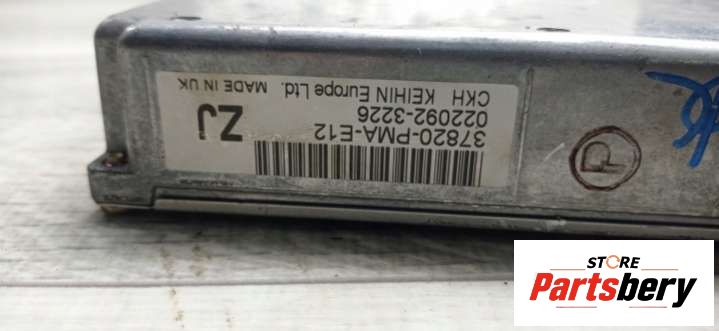 37820-PMA-E12
022092-3226
ZJ
CKH KEIHIN Europe Ltd. MADE IN UK
P
STORE
Partsbery